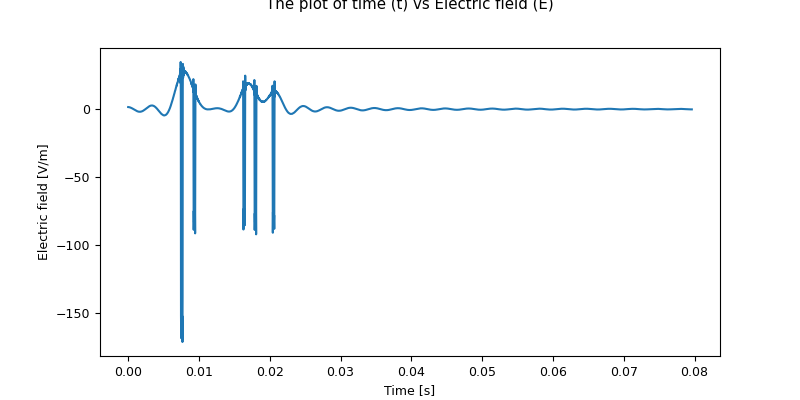 The plot of time (t) vs Electric field (E)
0
−50
−100
−150
Electric field [V/m]
0.00 0.01 0.02 0.03 0.04 0.05 0.06 0.07 0.08
Time [s]